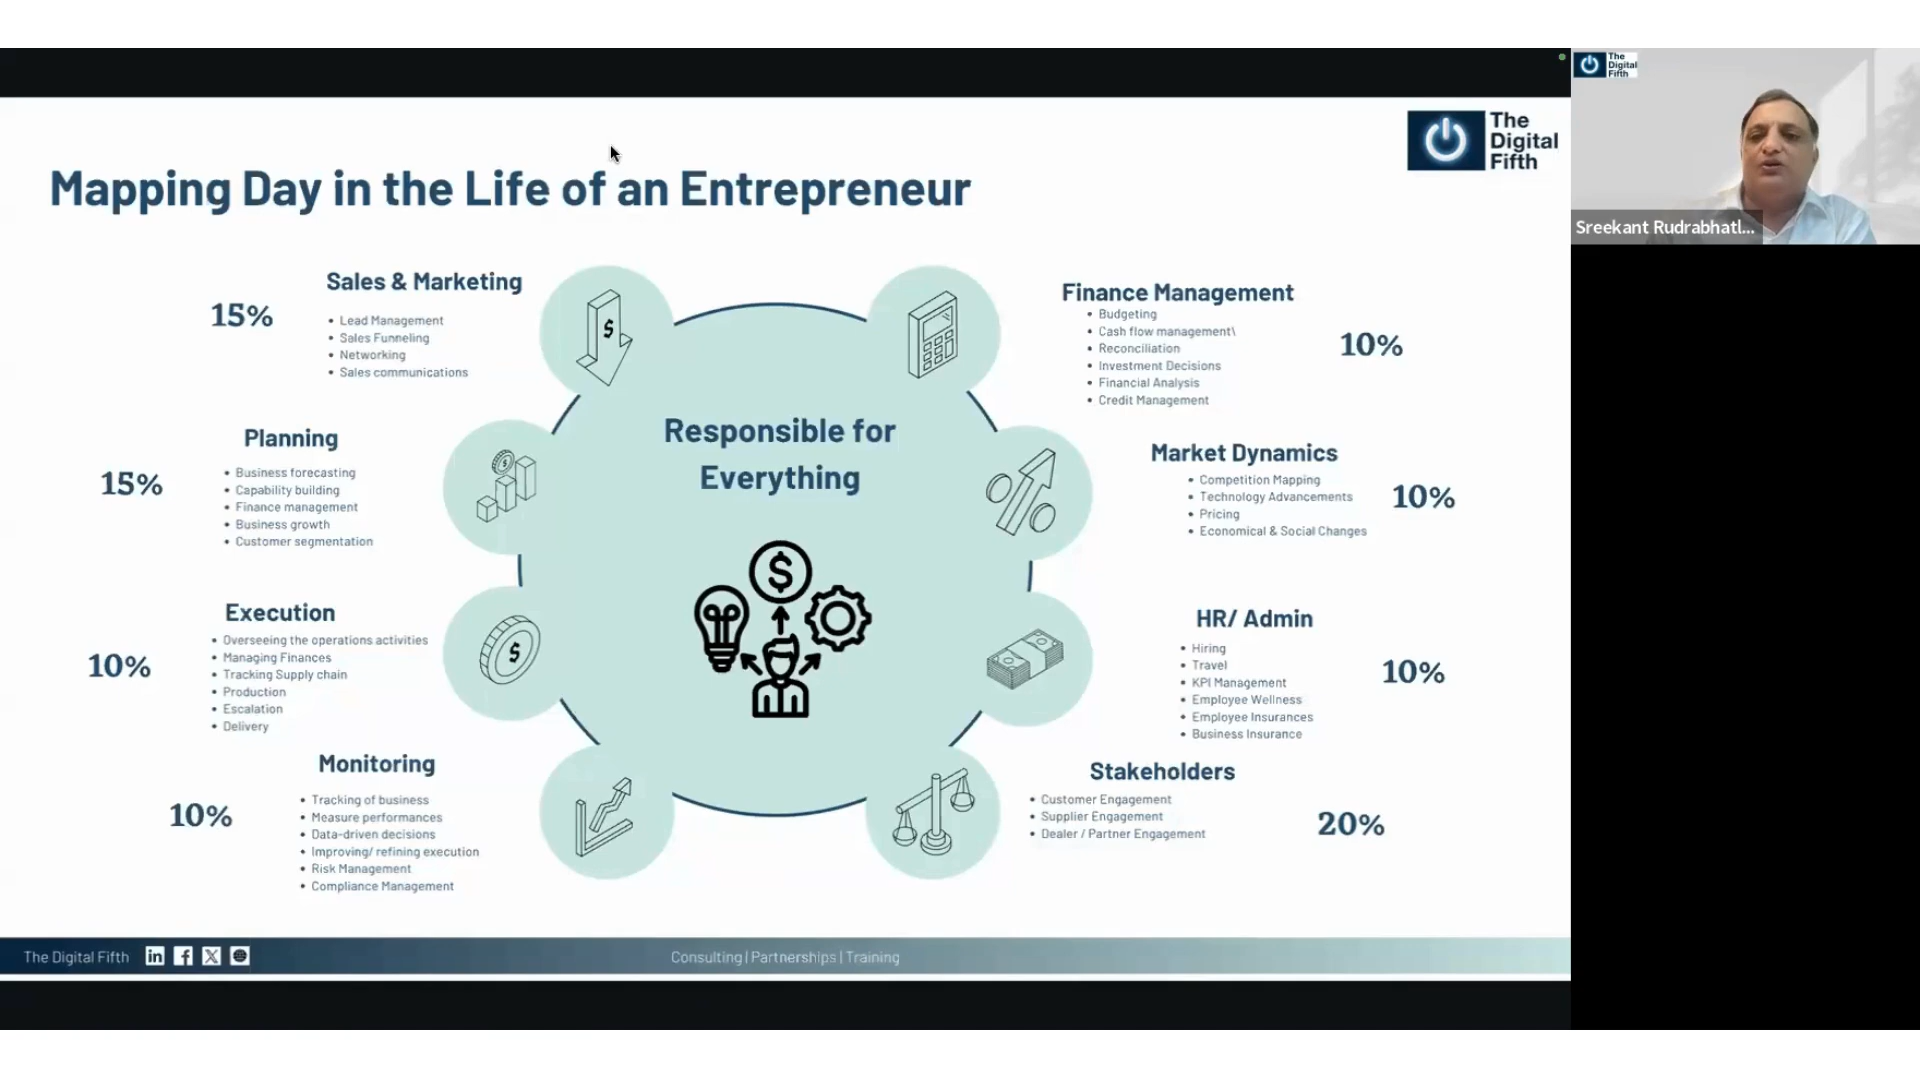 The
Digital
Fifth
Mapping Day in the Life of an Entrepreneur
Sales & Marketing
15%
• Lead Management
• Sales Funneling
• Networking
• Sales communications
Planning
15%
• Business forecasting
• Capability building
• Finance management
• Business growth
• Customer segmentation
Execution
10%
• Overseeing the operations activities
• Managing Finances
• Tracking Supply chain
• Production
• Escalation
• Delivery
Monitoring
10%
• Tracking of business
• Measure performances
• Data-driven decisions
• Improving/ refining execution
• Risk Management
• Compliance Management
Responsible for
Everything
$
$
$
$
Finance Management
• Budgeting
• Cash flow management\
• Reconciliation
• Investment Decisions
• Financial Analysis
• Credit Management
10%
Market Dynamics
• Competition Mapping
• Technology Advancements
• Pricing
• Economical & Social Changes
10%
HR/ Admin
• Hiring
• Travel
• KPI Management
• Employee Wellness
• Employee Insurances
• Business Insurance
10%
Stakeholders
• Customer Engagement
• Supplier Engagement
• Dealer / Partner Engagement
20%
The Digital Fifth
in f X
Consulting | Partnerships | Training
The
Digital
Fifth
Sreekant Rudrabhatl...